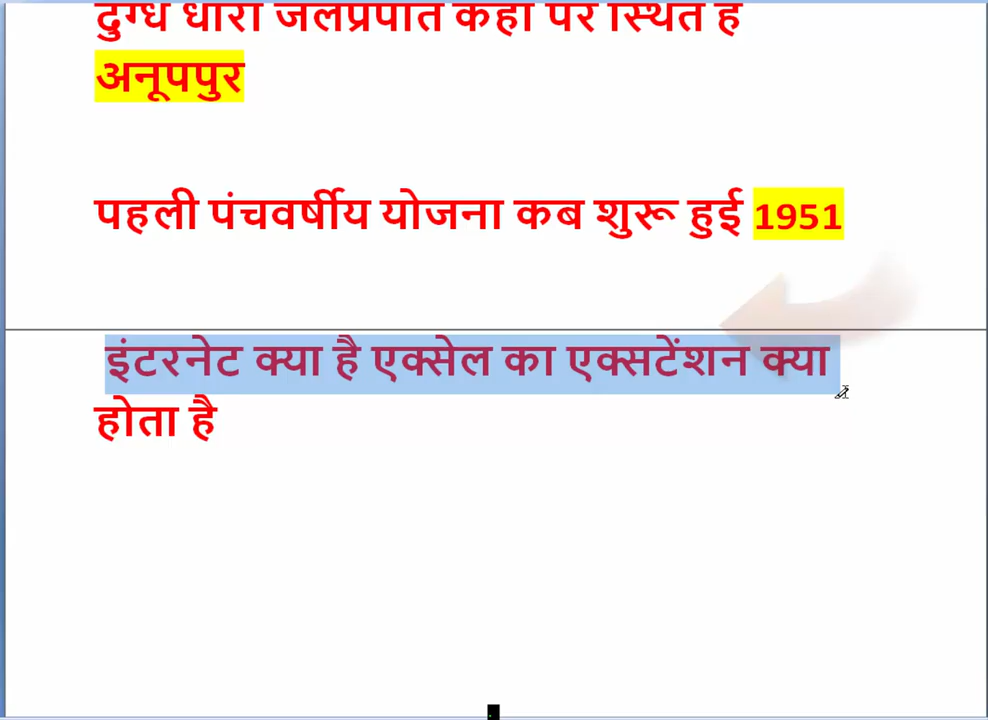 दुग्ध धारा जलप्रपात कहां पर स्थित है
अनूपपुर
पहली पंचवर्षीय योजना कब शुरू हुई 1951
इंटरनेट क्या है एक्सेल का एक्सटेंशन क्या
होता है